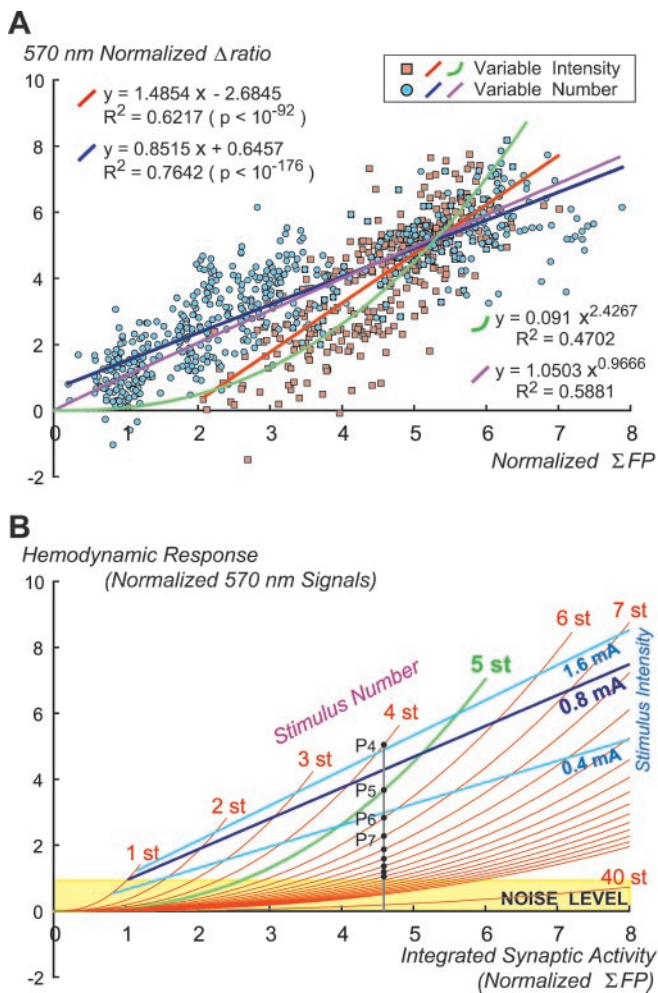 A
570 nm Normalized Δratio
y = 1.4854 x - 2.6845
R² = 0.6217 ( p < 10⁻⁹² )
y = 0.8515 x + 0.6457
R² = 0.7642 ( p < 10⁻¹⁷⁶ )
Variable Intensity
Variable Number
10
8
6
4
2
0
-2
y = 0.091 x^2.4267
R² = 0.4702
y = 1.0503 x^0.9666
R² = 0.5881
0 1 2 3 4 5 6 7 8
Normalized ΣFP
B
Hemodynamic Response
(Normalized 570 nm Signals)
10
8
6
4
2
0
-2
Stimulus Number
1 st
2 st
3 st
4 st
5 st
6 st
7 st
40 st
1.6 mA
0.8 mA
0.4 mA
Stimulus Intensity
P4
P5
P6
P7
NOISE LEVEL
0 1 2 3 4 5 6 7 8
Integrated Synaptic Activity
(Normalized ΣFP)